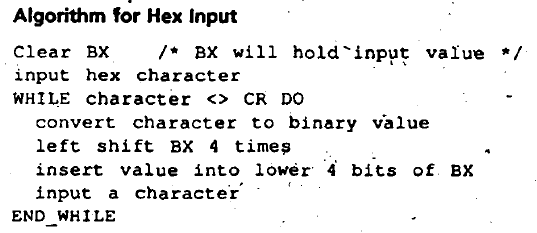 Algorithm for Hex Input
Clear BX /* BX will hold input value */
input hex character
WHILE character <> CR DO
convert character to binary value
left shift BX 4 times
insert value into lower 4 bits of BX
input a character
END_WHILE